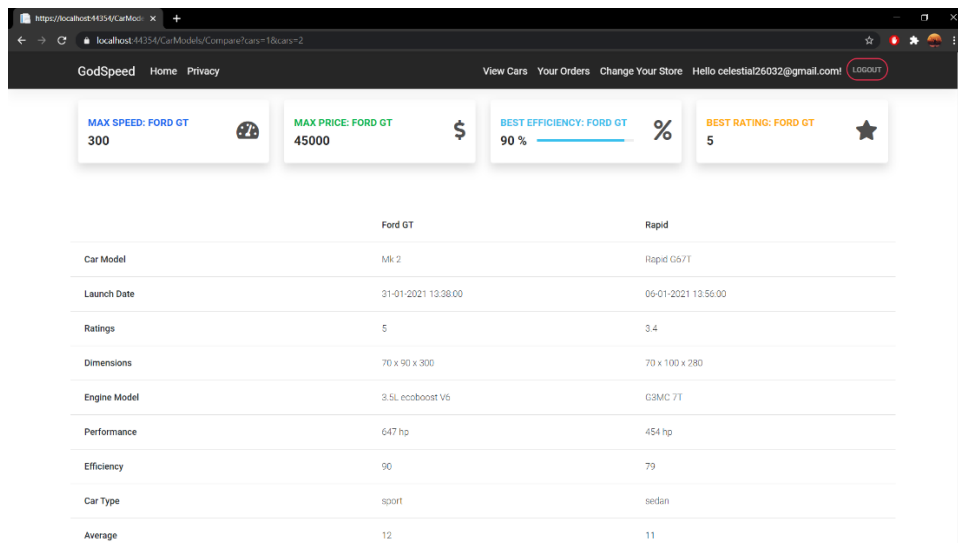 https://localhost:44354/CarMode
localhost:44354/CarModels/Compare?cars=1&cars=2
GodSpeed Home Privacy View Cars Your Orders Change Your Store Hello celestial26032@gmail.com! LOGOUT
MAX SPEED: FORD GT
300
MAX PRICE: FORD GT
45000
$
BEST EFFICIENCY: FORD GT
90 %
%
BEST RATING: FORD GT
5
Ford GT Rapid
Car Model Mk 2 Rapid G67T
Launch Date 31-01-2021 13:38:00 06-01-2021 13:56:00
Ratings 5 3.4
Dimensions 70 x 90 x 300 70 x 100 x 280
Engine Model 3.5L ecoboost V6 G3MC 7T
Performance 647 hp 454 hp
Efficiency 90 79
Car Type sport sedan
Average 12 11